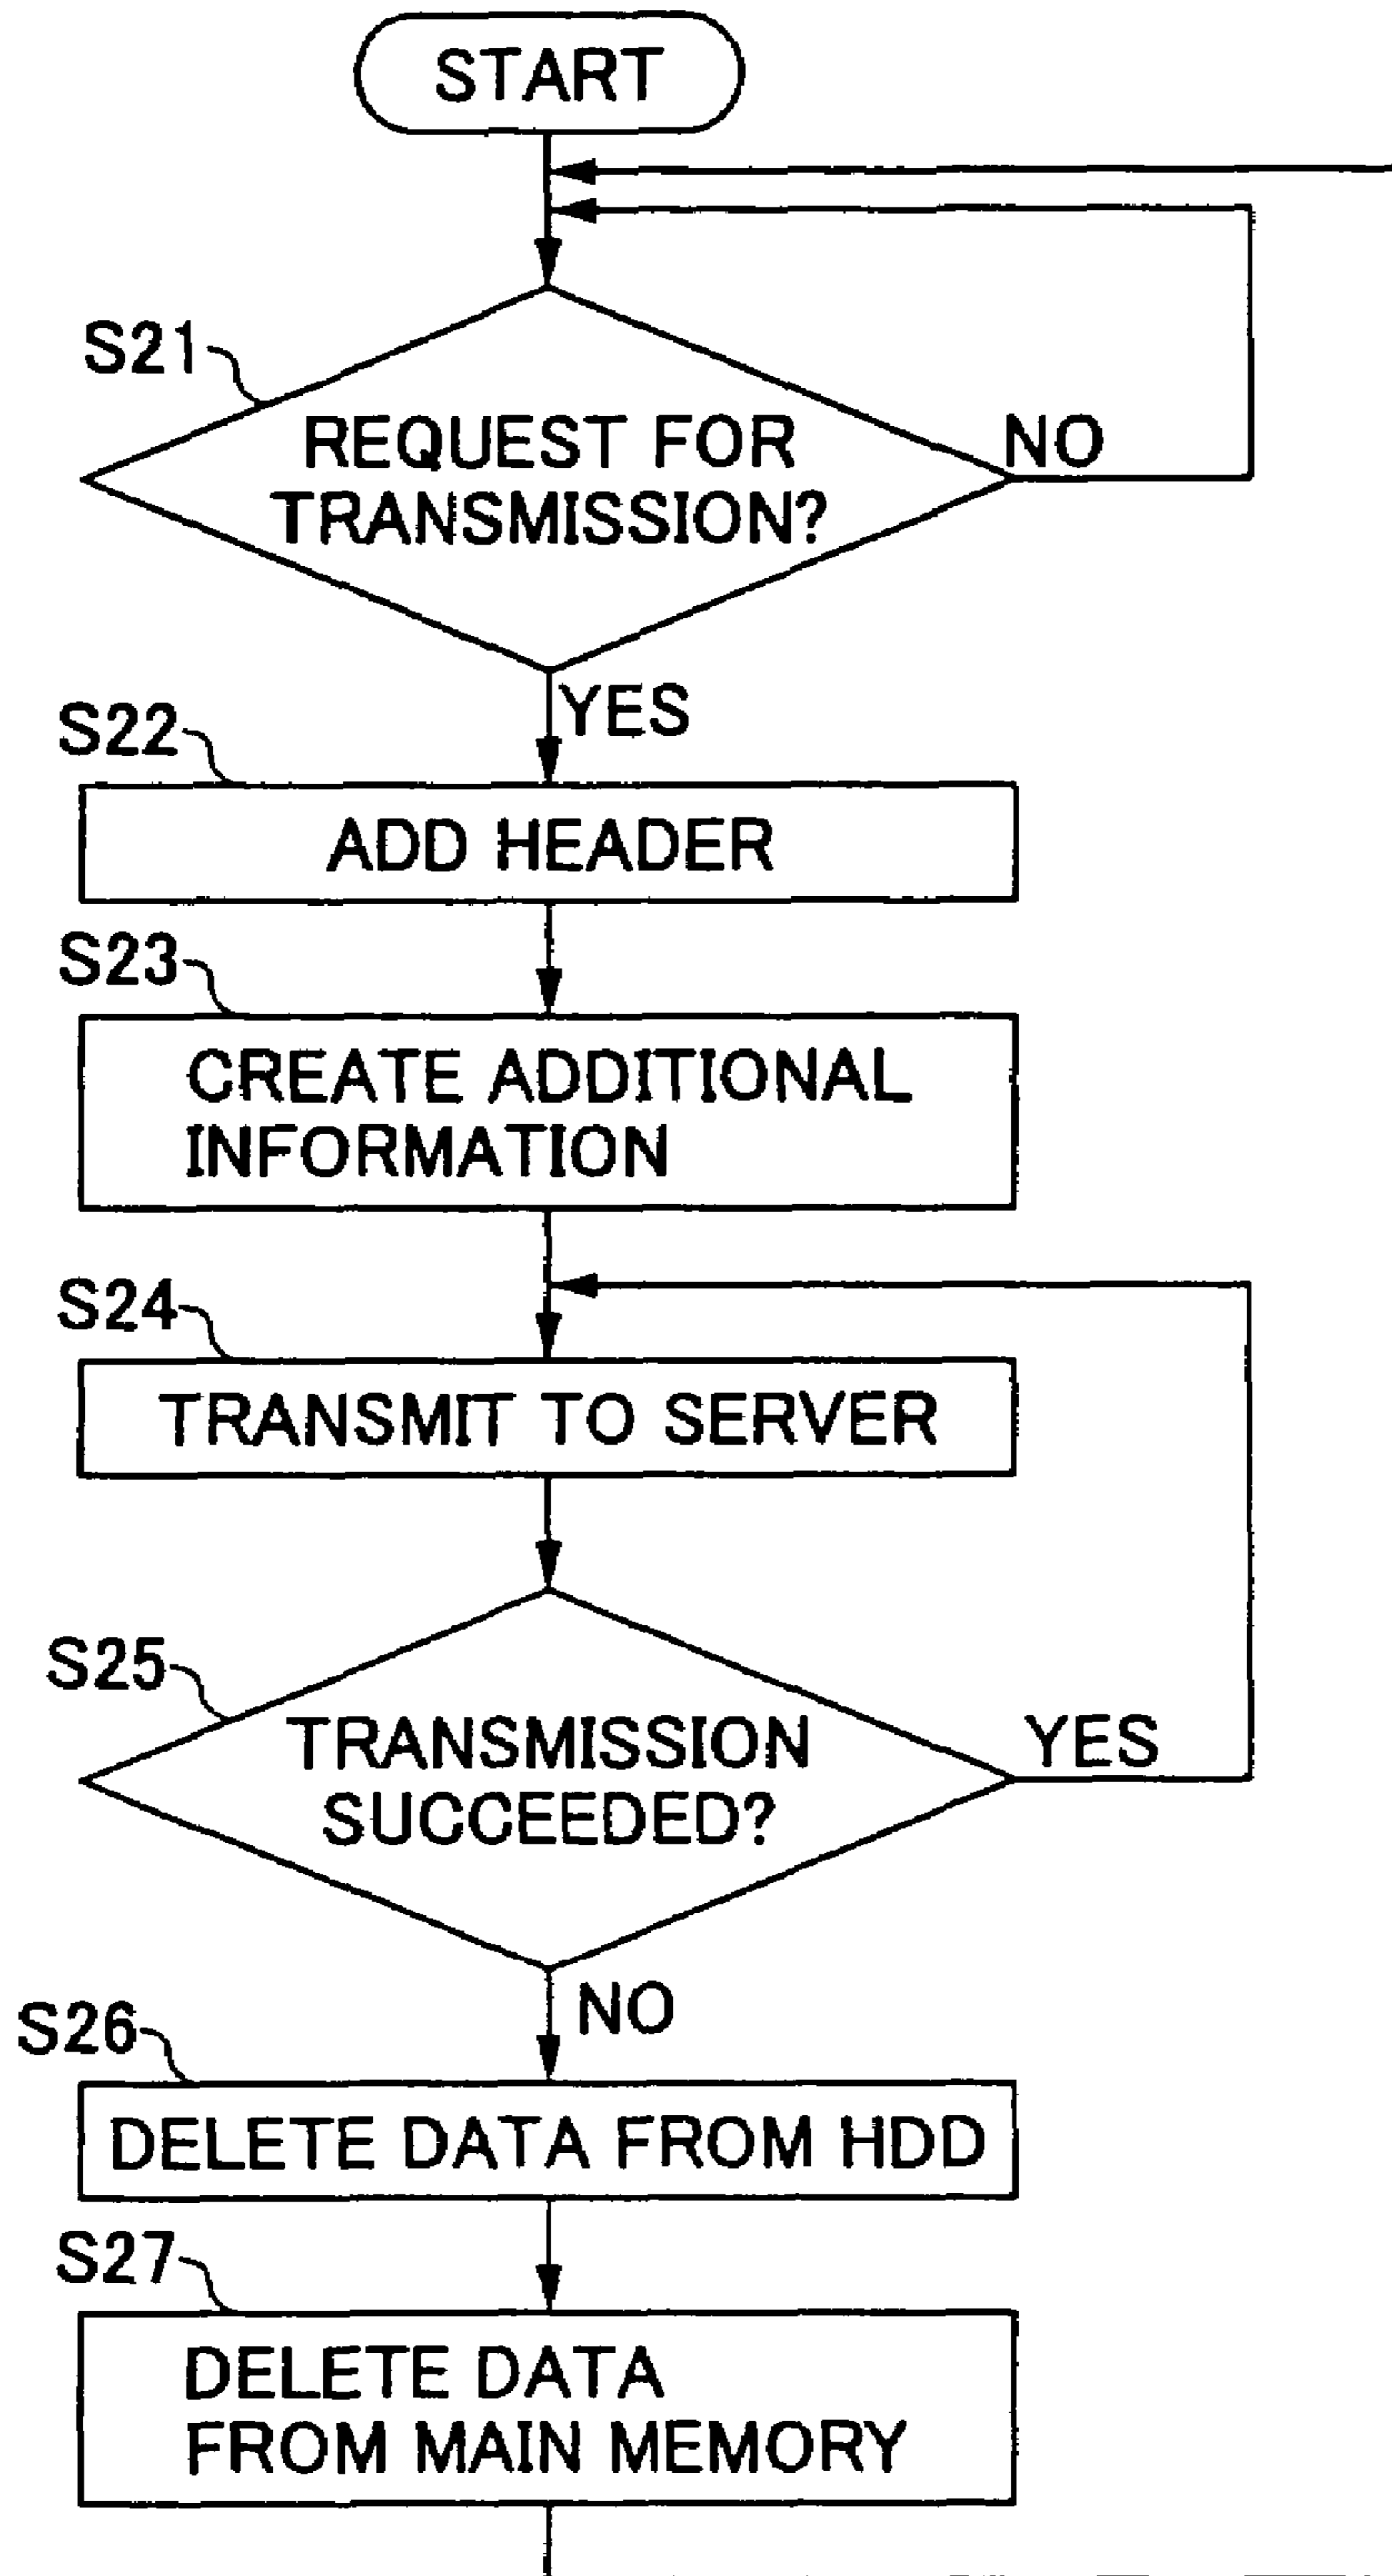 START
S21
REQUEST FOR
TRANSMISSION?
NO
YES
S22
ADD HEADER
S23
CREATE ADDITIONAL
INFORMATION
S24
TRANSMIT TO SERVER
S25
TRANSMISSION
SUCCEEDED?
YES
NO
S26
DELETE DATA FROM HDD
S27
DELETE DATA
FROM MAIN MEMORY